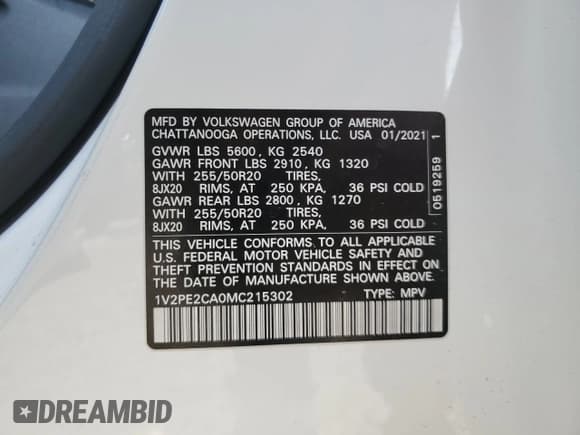 MFD BY VOLKSWAGEN GROUP OF AMERICA
CHATTANOOGA OPERATIONS, LLC. USA 01/2021
GVWR LBS 5600, KG 2540
GAWR FRONT LBS 2910, KG 1320
WITH 255/50R20 TIRES,
8JX20 RIMS, AT 250 KPA, 36 PSI COLD
GAWR REAR LBS 2800, KG 1270
WITH 255/50R20 TIRES,
8JX20 RIMS, AT 250 KPA, 36 PSI COLD
THIS VEHICLE CONFORMS TO ALL APPLICABLE
U.S. FEDERAL MOTOR VEHICLE SAFETY AND
THEFT PREVENTION STANDARDS IN EFFECT ON
THE DATE OF MANUFACTURE SHOWN ABOVE.
1V2PE2CA0MC215302 TYPE: MPV
0519259 1
DREAMBID